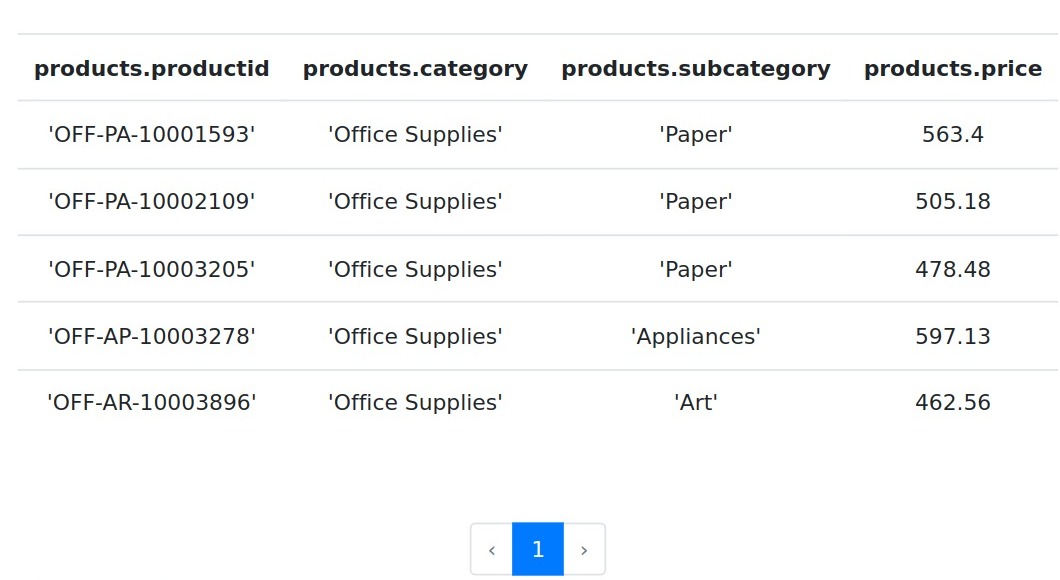 products.productid products.category products.subcategory products.price
'OFF-PA-10001593' 'Office Supplies' 'Paper' 563.4
'OFF-PA-10002109' 'Office Supplies' 'Paper' 505.18
'OFF-PA-10003205' 'Office Supplies' 'Paper' 478.48
'OFF-AP-10003278' 'Office Supplies' 'Appliances' 597.13
'OFF-AR-10003896' 'Office Supplies' 'Art' 462.56
‹ 1 ›